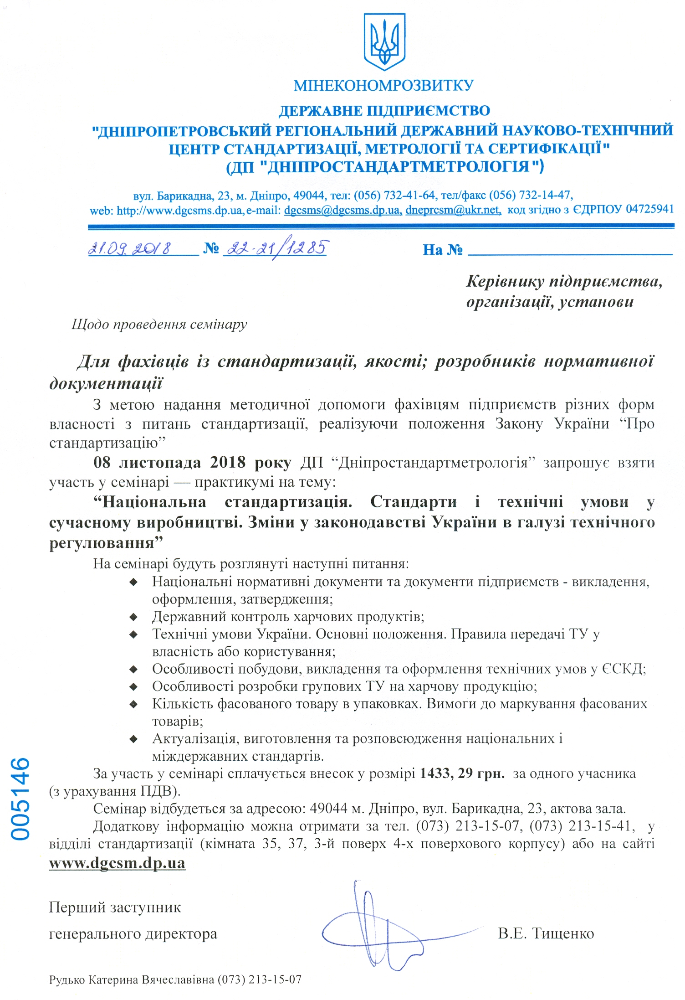 МІНЕКОНОМРОЗВИТКУ
ДЕРЖАВНЕ ПІДПРИЄМСТВО
"ДНІПРОПЕТРОВСЬКИЙ РЕГІОНАЛЬНИЙ ДЕРЖАВНИЙ НАУКОВО-ТЕХНІЧНИЙ
ЦЕНТР СТАНДАРТИЗАЦІЇ, МЕТРОЛОГІЇ ТА СЕРТИФІКАЦІЇ"
(ДП "ДНІПРОСТАНДАРТМЕТРОЛОГІЯ")
вул. Барикадна, 23, м. Дніпро, 49044, тел: (056) 732-41-64, тел/факс (056) 732-14-47,
web: http://www.dgcsms.dp.ua, e-mail: dgcsms@dgcsms.dp.ua, dneprcsm@ukr.net, код згідно з ЄДРПОУ 04725941
21.09.2018 № 22-21/1285 На №
Керівнику підприємства,
організації, установи
Щодо проведення семінару
Для фахівців із стандартизації, якості; розробників нормативної
документації
З метою надання методичної допомоги фахівцям підприємств різних форм
власності з питань стандартизації, реалізуючи положення Закону України “Про
стандартизацію”
08 листопада 2018 року ДП “Дніпростандартметрологія” запрошує взяти
участь у семінарі — практикумі на тему:
“Національна стандартизація. Стандарти і технічні умови у
сучасному виробництві. Зміни у законодавстві України в галузі технічного
регулювання”
На семінарі будуть розглянуті наступні питання:
◆ Національні нормативні документи та документи підприємств - викладення,
оформлення, затвердження;
◆ Державний контроль харчових продуктів;
◆ Технічні умови України. Основні положення. Правила передачі ТУ у
власність або користування;
◆ Особливості побудови, викладення та оформлення технічних умов у ЄСКД;
◆ Особливості розробки групових ТУ на харчову продукцію;
◆ Кількість фасованого товару в упаковках. Вимоги до маркування фасованих
товарів;
◆ Актуалізація, виготовлення та розповсюдження національних і
міждержавних стандартів.
За участь у семінарі сплачується внесок у розмірі 1433, 29 грн. за одного учасника
(з урахування ПДВ).
Семінар відбудеться за адресою: 49044 м. Дніпро, вул. Барикадна, 23, актова зала.
Додаткову інформацію можна отримати за тел. (073) 213-15-07, (073) 213-15-41, у
відділі стандартизації (кімната 35, 37, 3-й поверх 4-х поверхового корпусу) або на сайті
www.dgcsm.dp.ua
005146
Перший заступник
генерального директора В.Е. Тищенко
Рудько Катерина Вячеславівна (073) 213-15-07